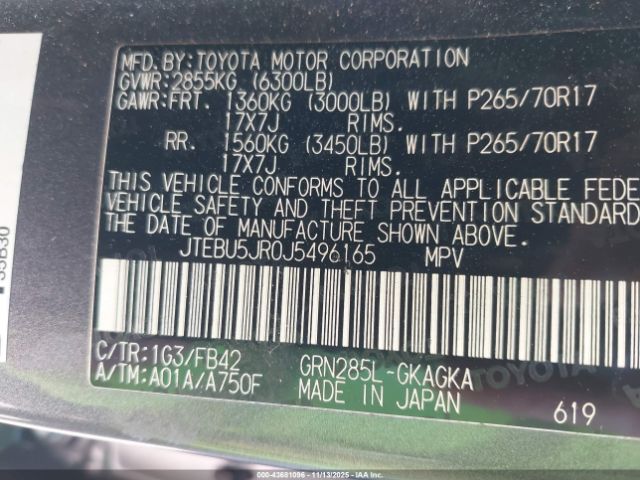 MFD. BY: TOYOTA MOTOR CORPORATION
GVWR: 2855KG (6300LB)
GAWR: FRT. 1360KG (3000LB) WITH P265/70R17
17X7J RIMS.
RR. 1560KG (3450LB) WITH P265/70R17
17X7J RIMS.
THIS VEHICLE CONFORMS TO ALL APPLICABLE FEDE
VEHICLE SAFETY AND THEFT PREVENTION STANDARD
THE DATE OF MANUFACTURE SHOWN ABOVE.
JTEBU5JR0J5496165 MPV
C/TR: 1G3/FB42 GRN285L-GKAGKA
A/TM: A01A/A750F MADE IN JAPAN 619
000-43681096 - 11/13/2025 - IAAI.COM